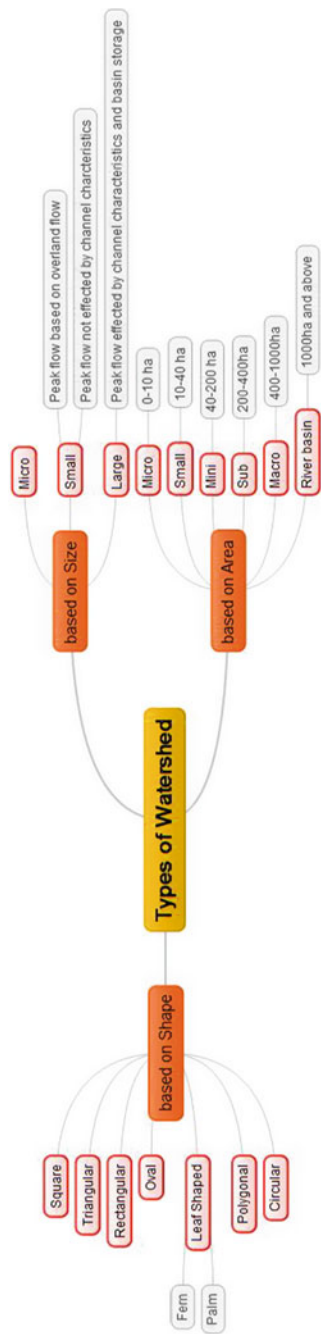 Types of Watershed
based on Size
Micro
Small
Peak flow based on overland flow
Peak flow not effected by channel charcteristics
Large
Peak flow effected by channel characteristics and basin storage
based on Area
Micro
0-10 ha
Small
10-40 ha
Mini
40-200 ha
Sub
200-400ha
Macro
400-1000ha
River basin
1000ha and above
based on Shape
Square
Triangular
Rectangular
Oval
Leaf Shaped
Fern
Palm
Polygonal
Circular